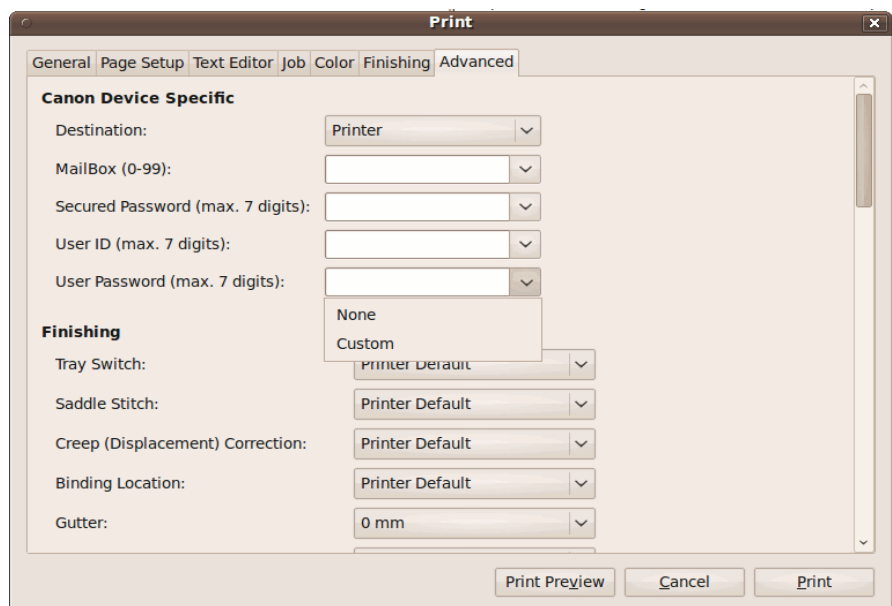 Print
General Page Setup Text Editor Job Color Finishing Advanced
Canon Device Specific
Destination: Printer
MailBox (0-99):
Secured Password (max. 7 digits):
User ID (max. 7 digits):
User Password (max. 7 digits):
None
Custom
Finishing
Tray Switch: Printer Default
Saddle Stitch: Printer Default
Creep (Displacement) Correction: Printer Default
Binding Location: Printer Default
Gutter: 0 mm
Print Preview Cancel Print